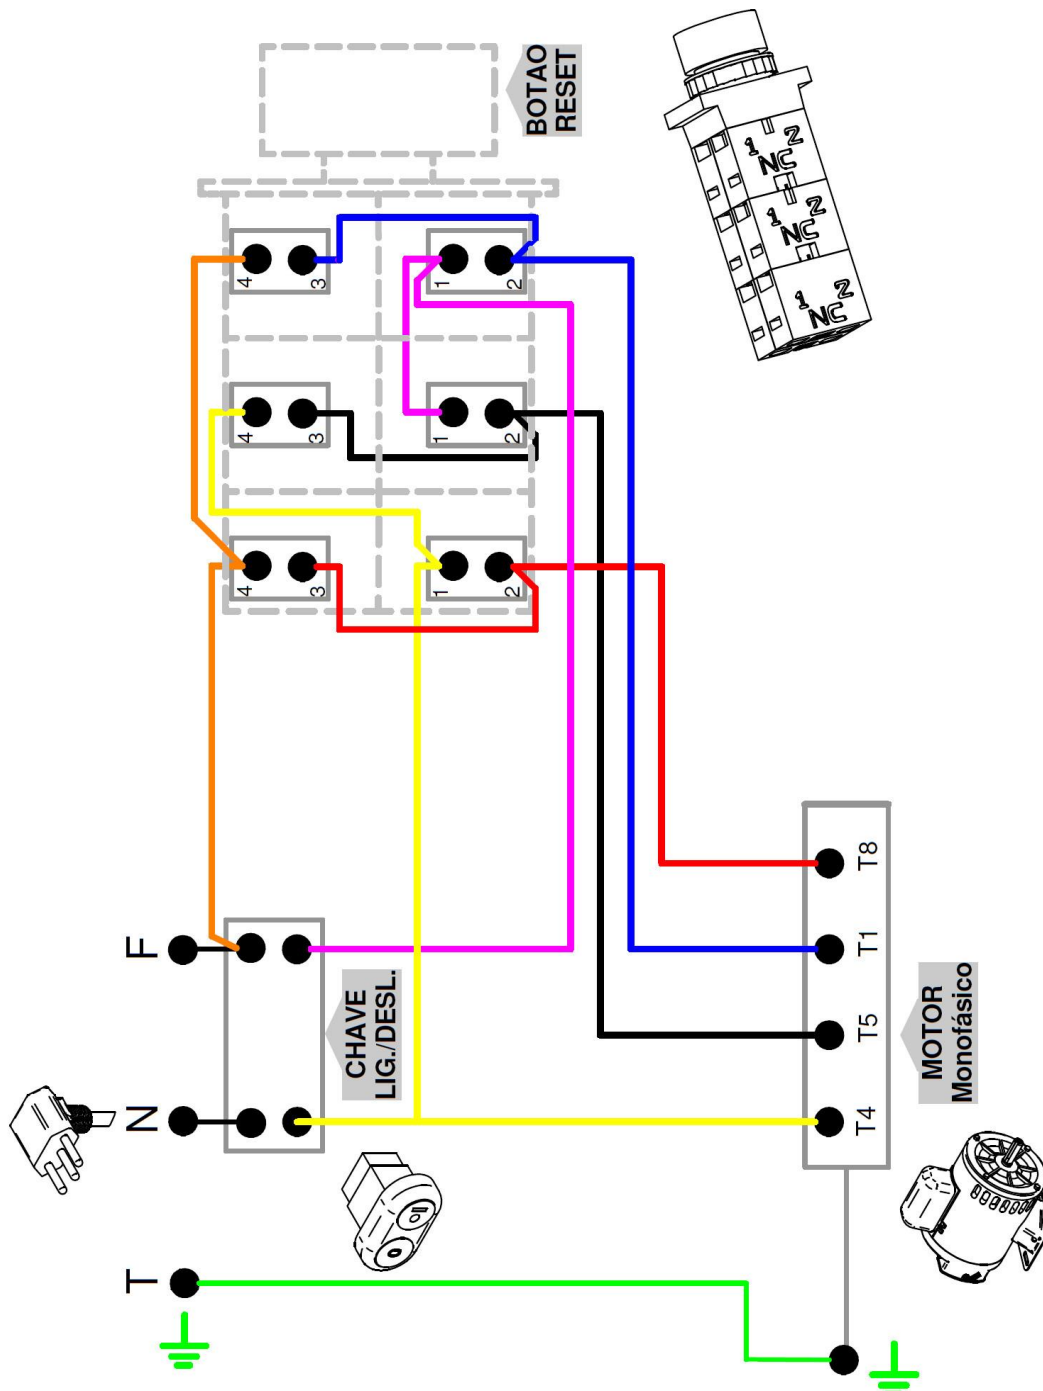 T
N
F
4
3
4
3
4
3
CHAVE
LIG./DESL.
1
2
1
2
1
2
BOTAO
RESET
1 NC 2
1 NC 2
1 NC 2
T4
T5
T1
T8
MOTOR
Monofásico